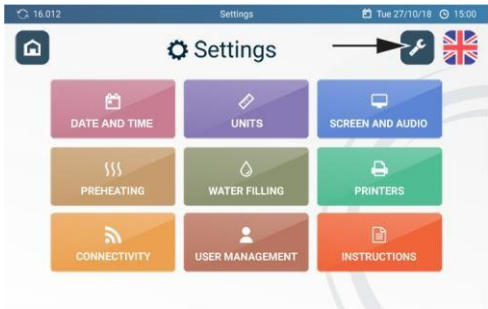 16.012 Settings Tue 27/10/18 15:00
Settings
DATE AND TIME UNITS SCREEN AND AUDIO
PREHEATING WATER FILLING PRINTERS
CONNECTIVITY USER MANAGEMENT INSTRUCTIONS